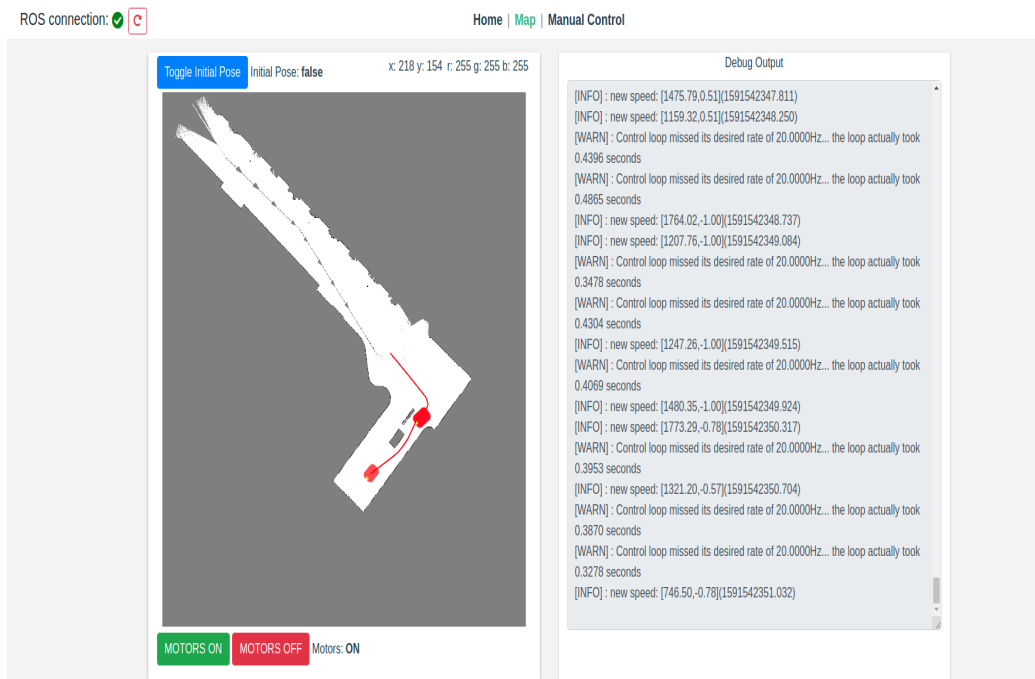 ROS connection:
Home | Map | Manual Control
Toggle Initial Pose Initial Pose: false x: 218 y: 154 r: 255 g: 255 b: 255
MOTORS ON MOTORS OFF Motors: ON
Debug Output
[INFO] : new speed: [1475.79,0.51](1591542347.811)
[INFO] : new speed: [1159.32,0.51](1591542348.250)
[WARN] : Control loop missed its desired rate of 20.0000Hz... the loop actually took
0.4396 seconds
[WARN] : Control loop missed its desired rate of 20.0000Hz... the loop actually took
0.4865 seconds
[INFO] : new speed: [1764.02,-1.00](1591542348.737)
[INFO] : new speed: [1207.76,-1.00](1591542349.084)
[WARN] : Control loop missed its desired rate of 20.0000Hz... the loop actually took
0.3478 seconds
[WARN] : Control loop missed its desired rate of 20.0000Hz... the loop actually took
0.4304 seconds
[INFO] : new speed: [1247.26,-1.00](1591542349.515)
[WARN] : Control loop missed its desired rate of 20.0000Hz... the loop actually took
0.4069 seconds
[INFO] : new speed: [1480.35,-1.00](1591542349.924)
[INFO] : new speed: [1773.29,-0.78](1591542350.317)
[WARN] : Control loop missed its desired rate of 20.0000Hz... the loop actually took
0.3953 seconds
[INFO] : new speed: [1321.20,-0.57](1591542350.704)
[WARN] : Control loop missed its desired rate of 20.0000Hz... the loop actually took
0.3870 seconds
[WARN] : Control loop missed its desired rate of 20.0000Hz... the loop actually took
0.3278 seconds
[INFO] : new speed: [746.50,-0.78](1591542351.032)